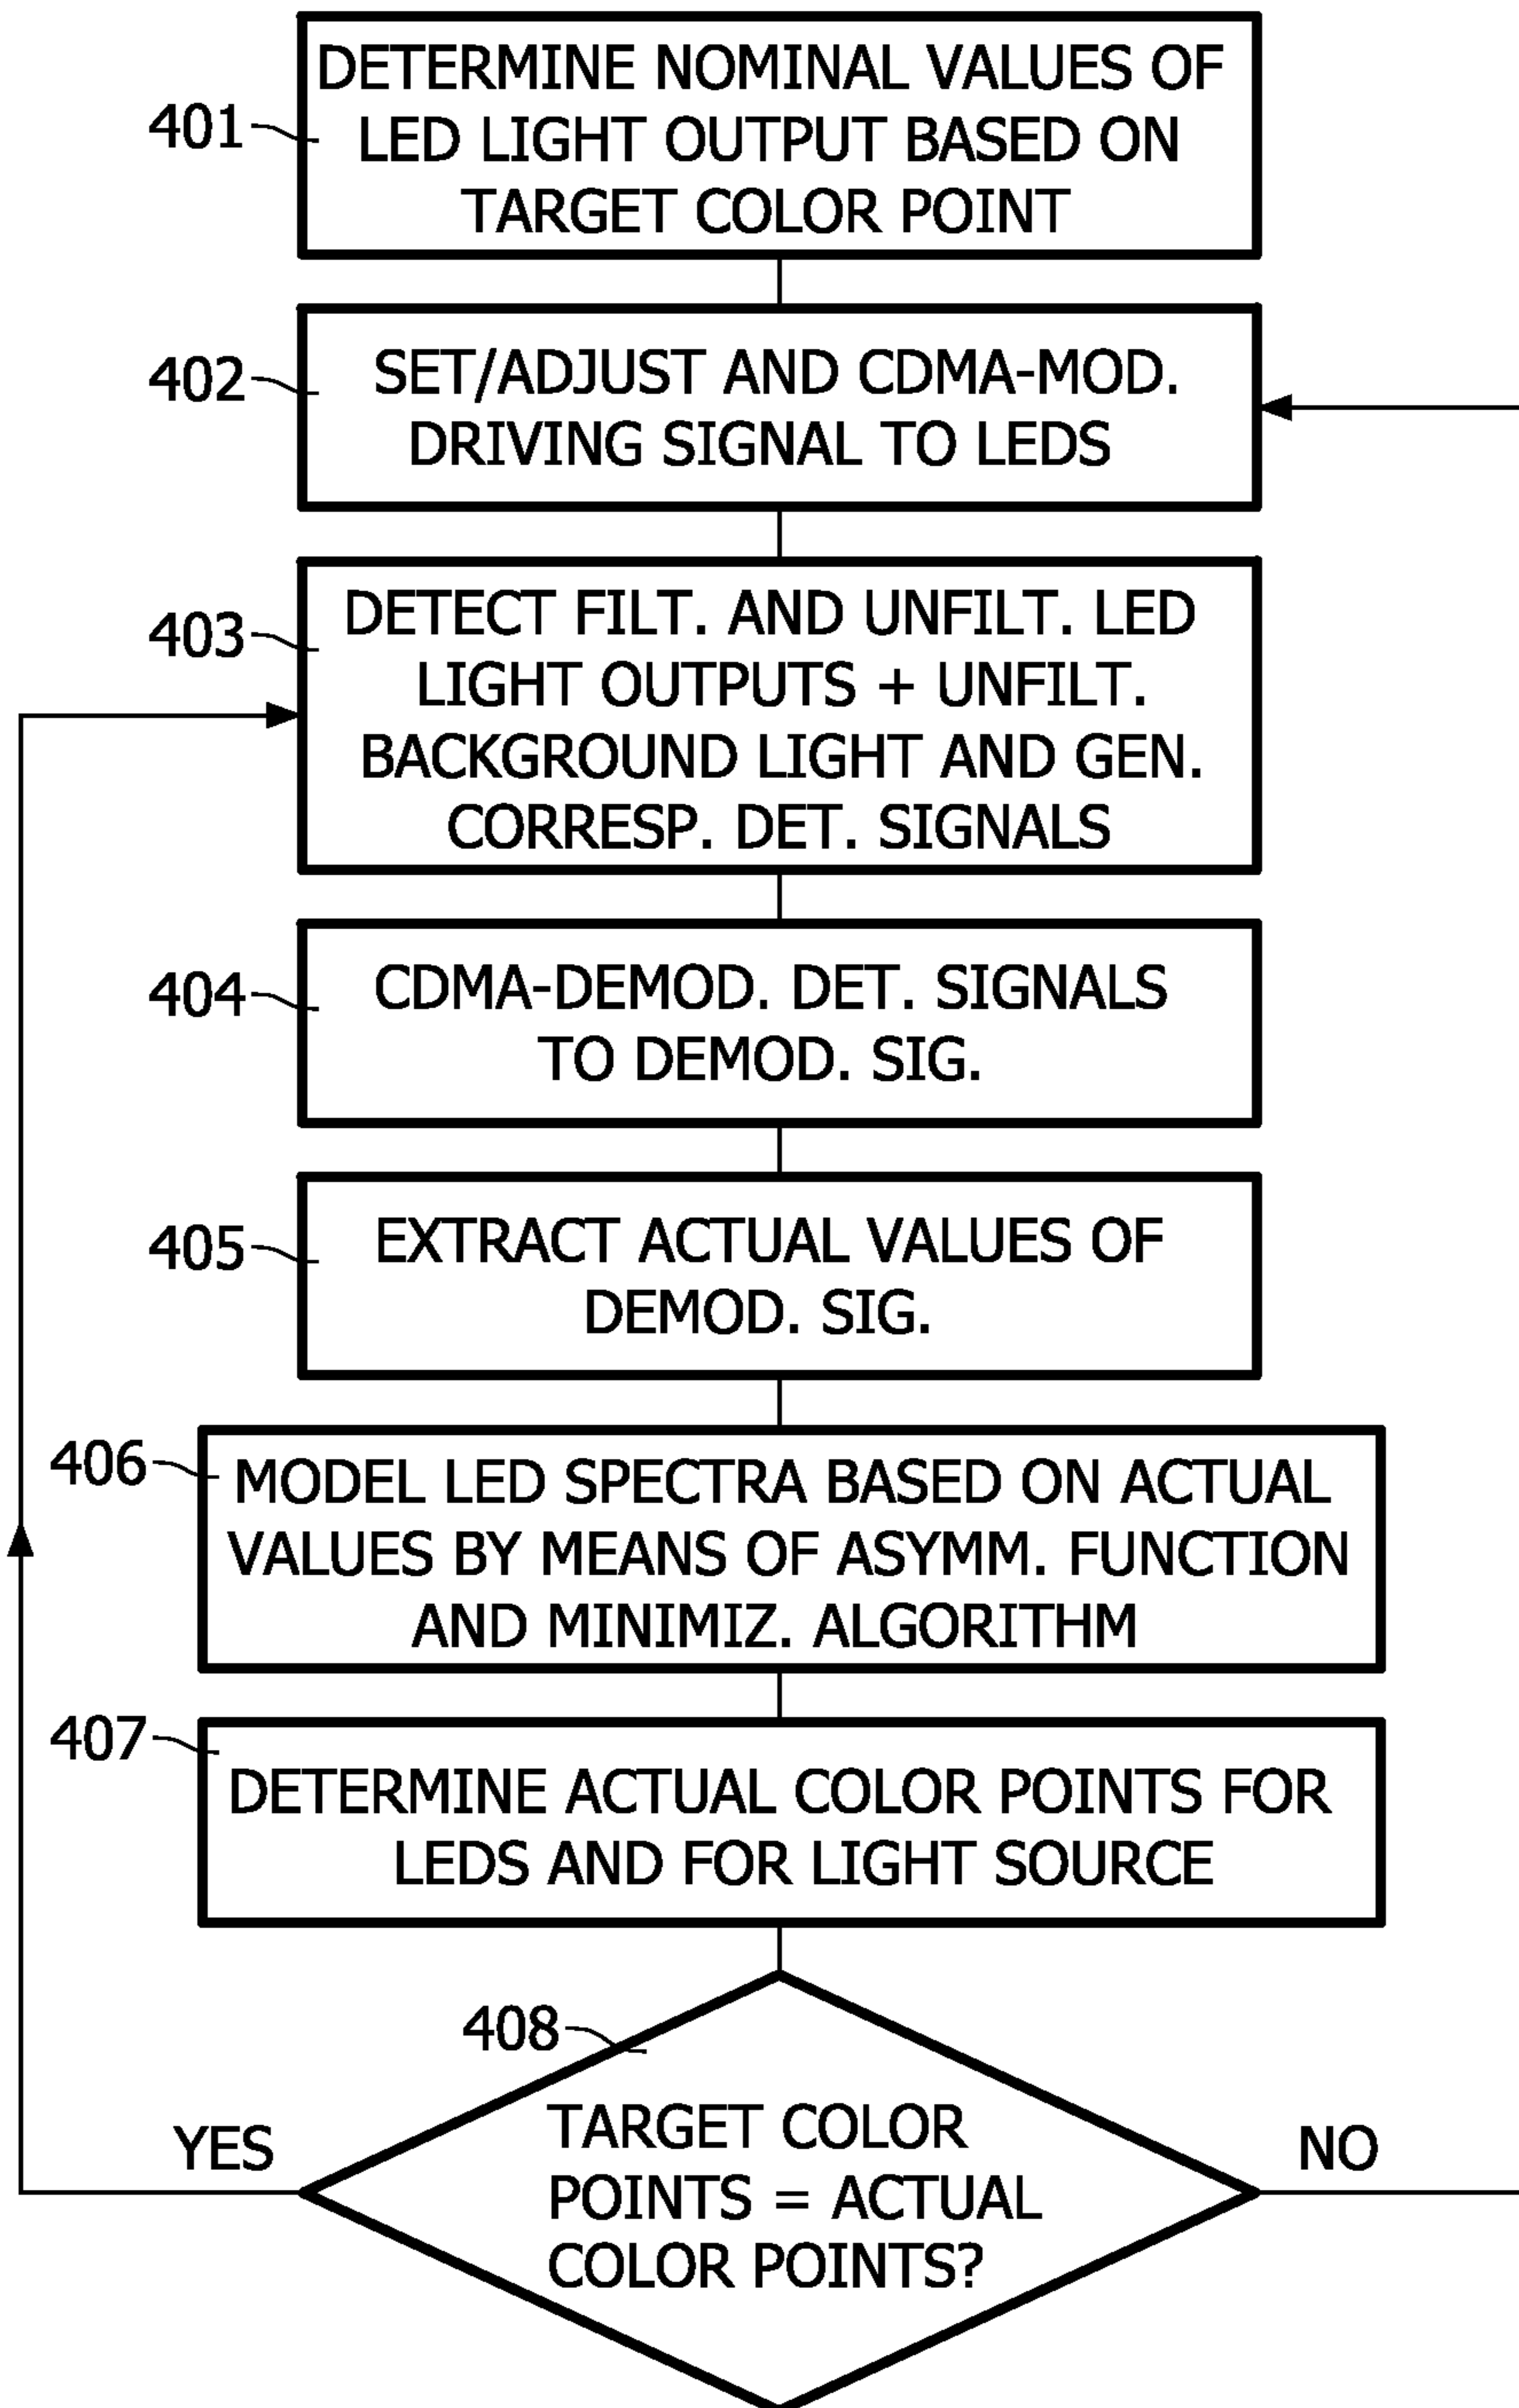 DETERMINE NOMINAL VALUES OF
LED LIGHT OUTPUT BASED ON
TARGET COLOR POINT
401
SET/ADJUST AND CDMA-MOD.
DRIVING SIGNAL TO LEDS
402
DETECT FILT. AND UNFILT. LED
LIGHT OUTPUTS + UNFILT.
BACKGROUND LIGHT AND GEN.
CORRESP. DET. SIGNALS
403
CDMA-DEMOD. DET. SIGNALS
TO DEMOD. SIG.
404
EXTRACT ACTUAL VALUES OF
DEMOD. SIG.
405
MODEL LED SPECTRA BASED ON ACTUAL
VALUES BY MEANS OF ASYMM. FUNCTION
AND MINIMIZ. ALGORITHM
406
DETERMINE ACTUAL COLOR POINTS FOR
LEDS AND FOR LIGHT SOURCE
407
408
TARGET COLOR
POINTS = ACTUAL
COLOR POINTS?
YES
NO